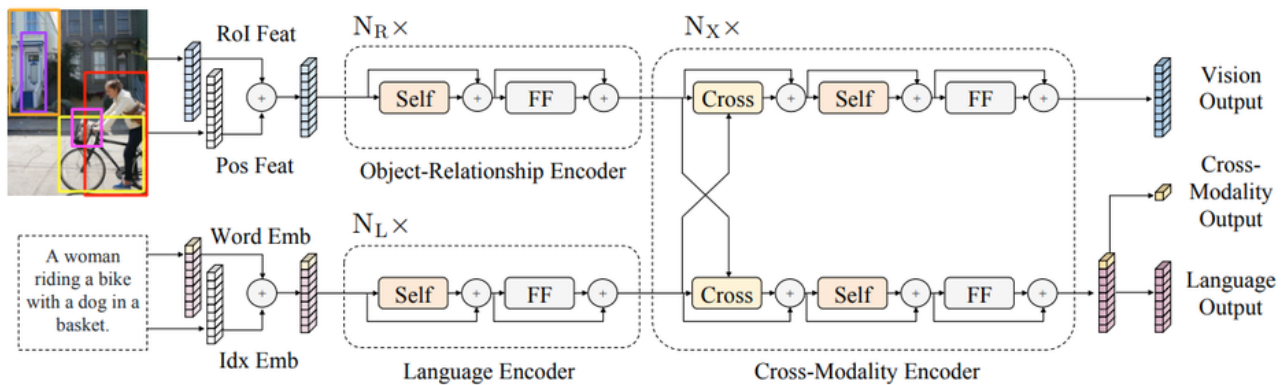 RoI Feat
Pos Feat
N_R×
Self
+
FF
+
+
Object-Relationship Encoder
N_X×
Cross
+
Self
+
FF
+
Vision
Output
Cross-
Modality
Output
A woman
riding a bike
with a dog in a
basket.
Word Emb
Idx Emb
+
N_L×
Self
+
FF
+
Language Encoder
Cross
+
Self
+
FF
+
Cross-Modality Encoder
Language
Output